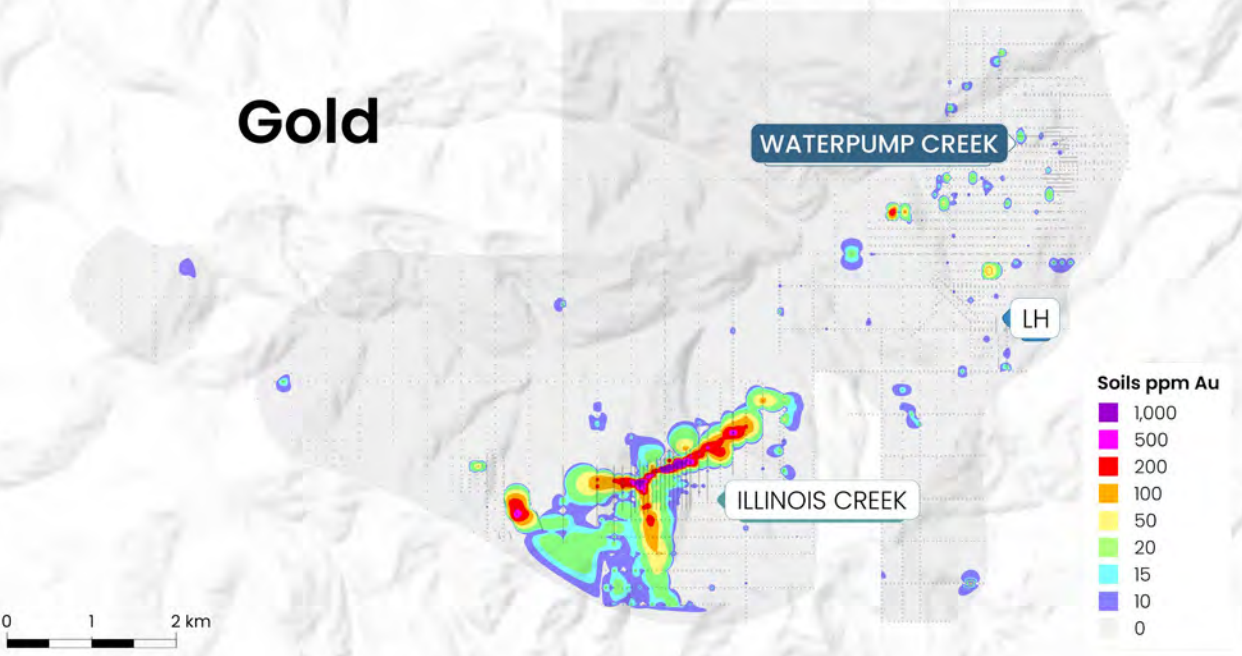 Gold
WATERPUMP CREEK
LH
ILLINOIS CREEK
Soils ppm Au
1,000
500
200
100
50
20
15
10
0
0 1 2 km